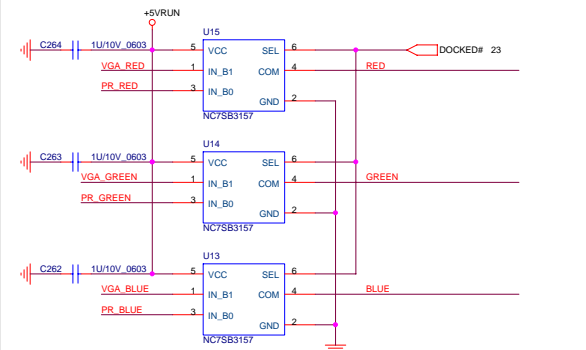 +5VRUN
U15
C264 1U/10V_0603 5 VCC SEL 6 DOCKED# 23
VGA_RED 1 IN_B1 COM 4 RED
PR_RED 3 IN_B0
GND 2
NC7SB3157
U14
C263 1U/10V_0603 5 VCC SEL 6
VGA_GREEN 1 IN_B1 COM 4 GREEN
PR_GREEN 3 IN_B0
GND 2
NC7SB3157
U13
C262 1U/10V_0603 5 VCC SEL 6
VGA_BLUE 1 IN_B1 COM 4 BLUE
PR_BLUE 3 IN_B0
GND 2
NC7SB3157